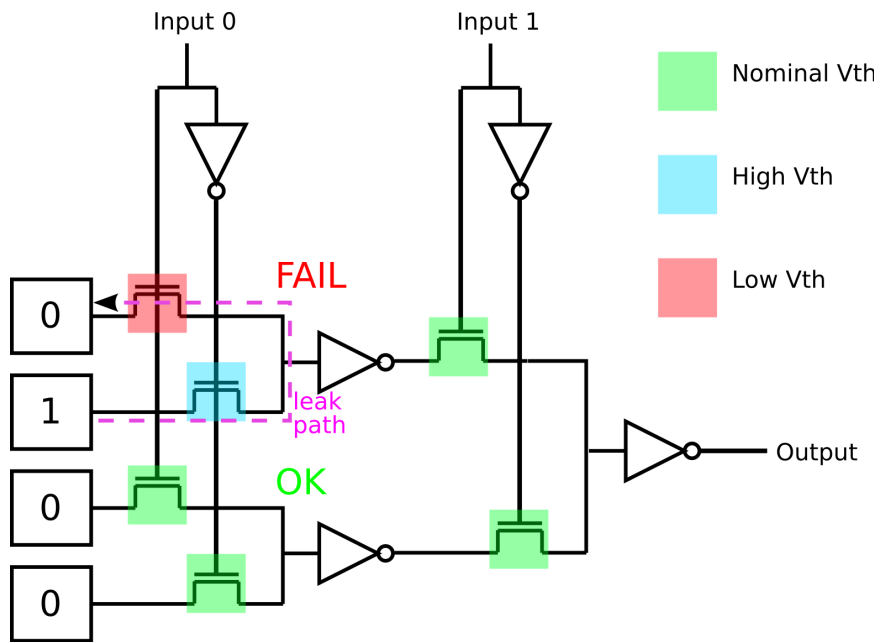 Input 0
Input 1
Nominal Vth
High Vth
Low Vth
FAIL
0
1
leak
path
OK
0
0
Output